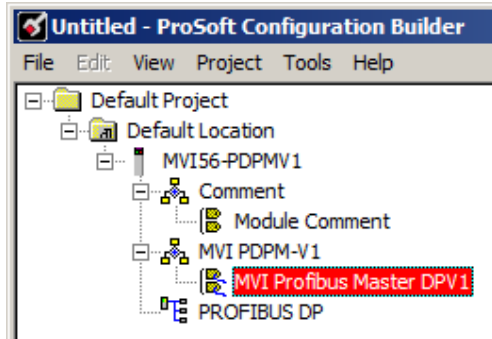 Untitled - ProSoft Configuration Builder
File Edit View Project Tools Help
Default Project
Default Location
MVI56-PDPMV1
Comment
Module Comment
MVI PDPM-V1
MVI Profibus Master DPV1
PROFIBUS DP